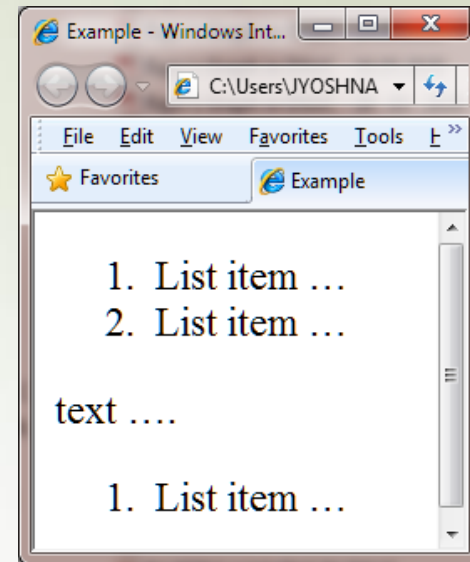 Example - Windows Int...
C:\Users\JYOSHNA
File Edit View Favorites Tools H »
Favorites Example
1. List item …
2. List item …
text ….
1. List item …